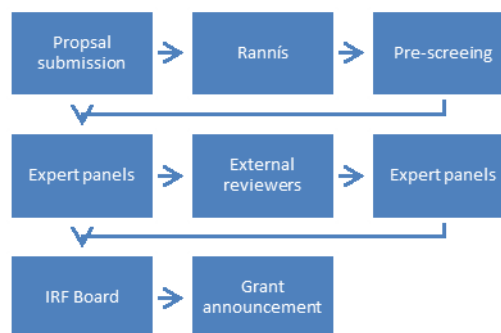 Propsal
submission
Rannís
Pre-screeing
Expert panels
External
reviewers
Expert panels
IRF Board
Grant
announcement